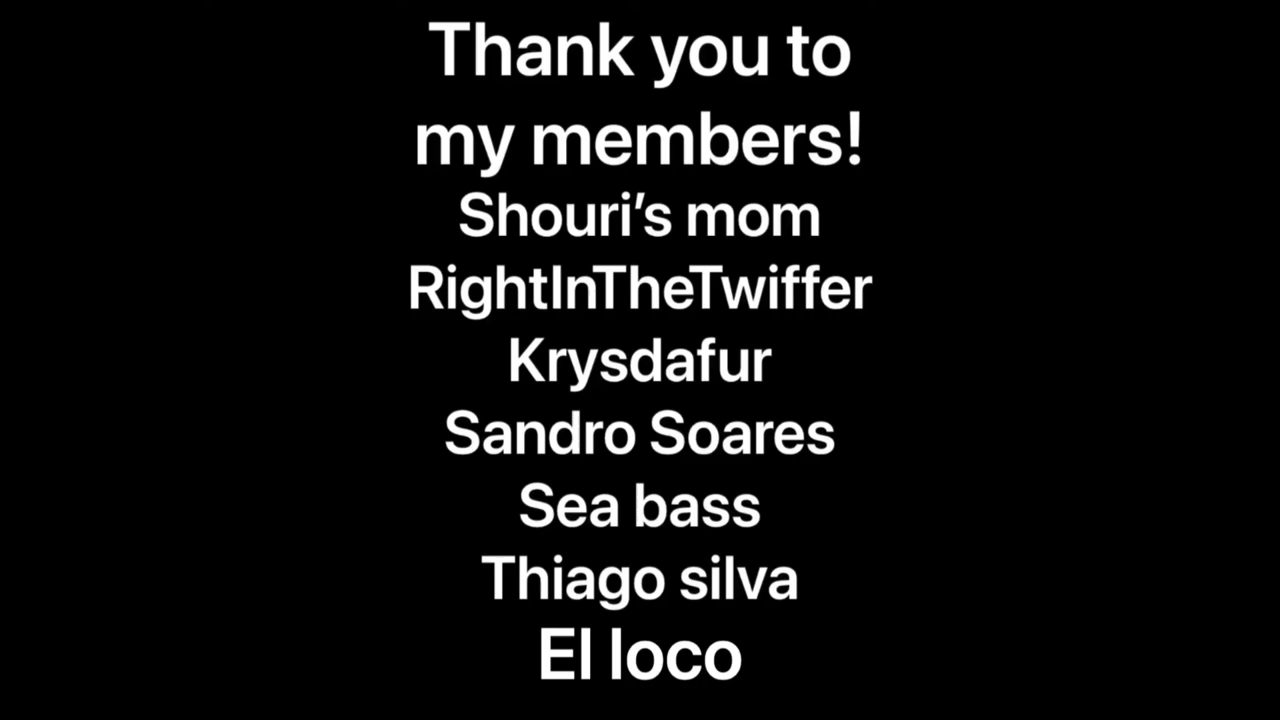 Thank you to
my members!
Shouri’s mom
RightInTheTwiffer
Krysdafur
Sandro Soares
Sea bass
Thiago silva
El loco